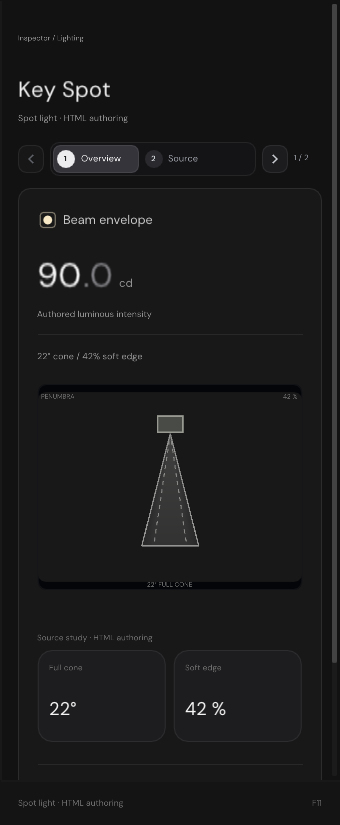 Inspector / Lighting
Key Spot
Spot light · HTML authoring
1 Overview 2 Source 1 / 2
Beam envelope
90.0 cd
Authored luminous intensity
22° cone / 42% soft edge
PENUMBRA 42 %
22° FULL CONE
Source study · HTML authoring
Full cone Soft edge
22° 42 %
Spot light · HTML authoring F11